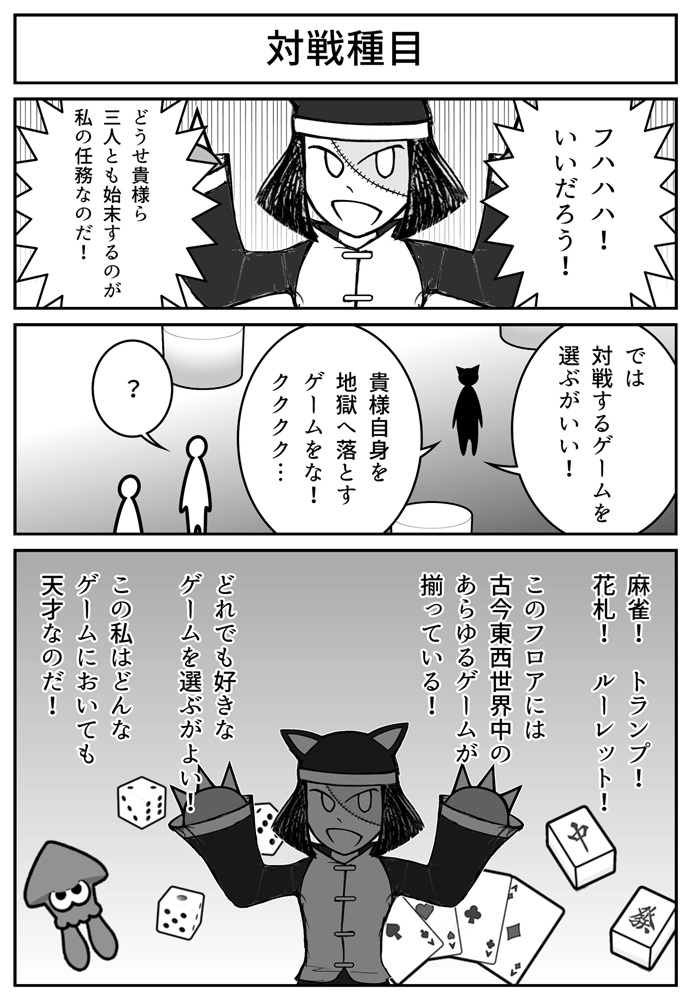 対戦種目
フハハハ!
いいだろう!
どうせ貴様ら
三人とも始末するのが
私の任務なのだ!
では
対戦するゲームを
選ぶがいい!
貴様自身を
地獄へ落とす
ゲームをな!
クククク…
?
麻雀! トランプ!
花札! ルーレット!
このフロアには
古今東西世界中の
あらゆるゲームが
揃っている!
どれでも好きな
ゲームを選ぶがよい!
この私はどんな
ゲームにおいても
天才なのだ!
中
發